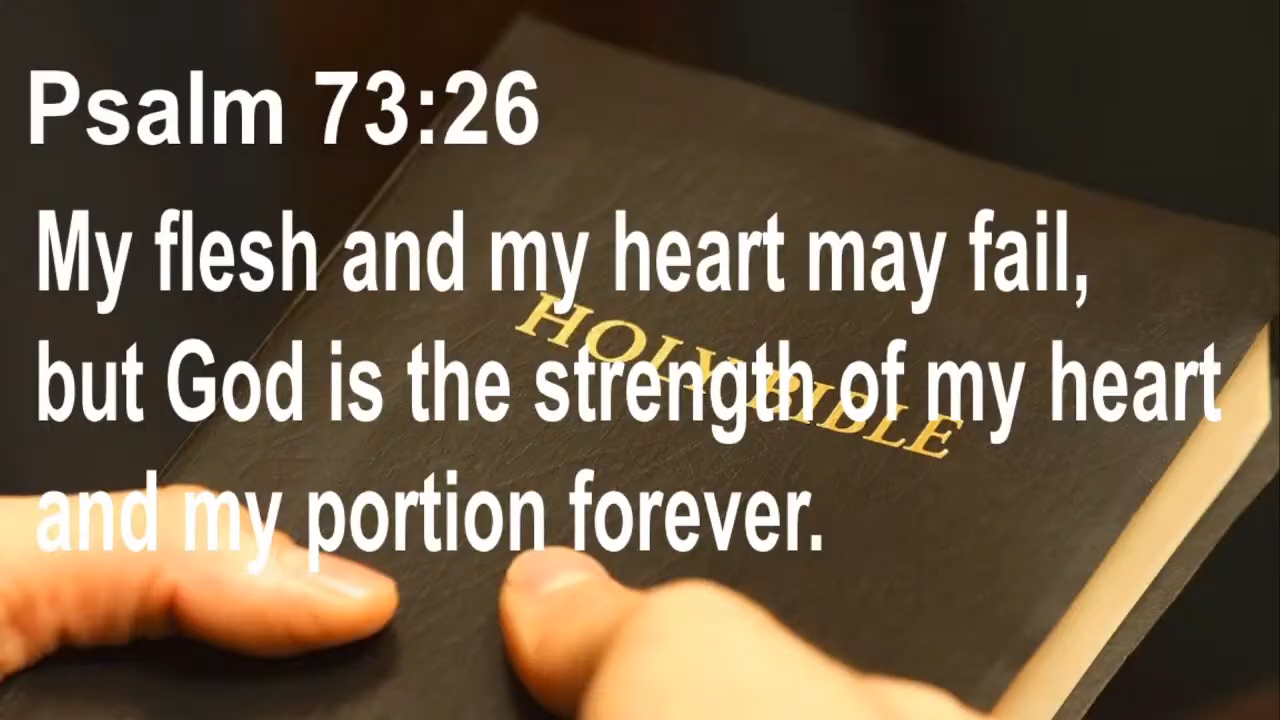 Psalm 73:26
My flesh and my heart may fail,
HOLY BIBLE
but God is the strength of my heart
and my portion forever.